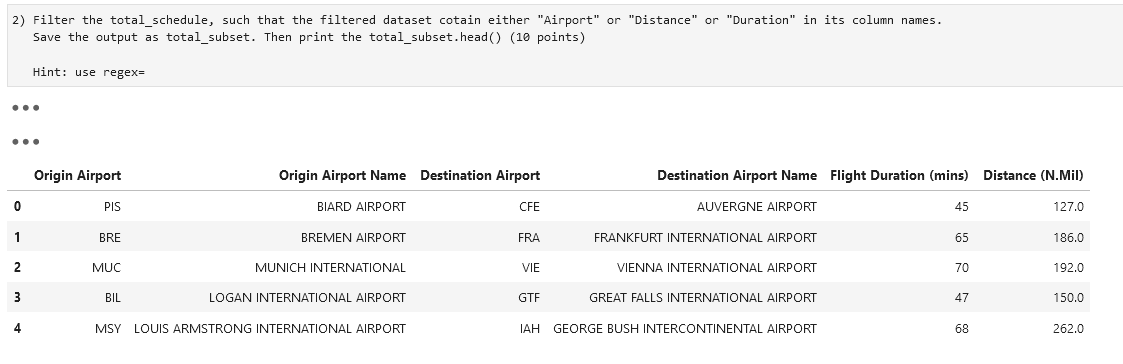 2) Filter the total_schedule, such that the filtered dataset cotain either "Airport" or "Distance" or "Duration" in its column names.
Save the output as total_subset. Then print the total_subset.head() (10 points)
Hint: use regex=
Origin Airport Origin Airport Name Destination Airport Destination Airport Name Flight Duration (mins) Distance (N.Mil)
0 PIS BIARD AIRPORT CFE AUVERGNE AIRPORT 45 127.0
1 BRE BREMEN AIRPORT FRA FRANKFURT INTERNATIONAL AIRPORT 65 186.0
2 MUC MUNICH INTERNATIONAL VIE VIENNA INTERNATIONAL AIRPORT 70 192.0
3 BIL LOGAN INTERNATIONAL AIRPORT GTF GREAT FALLS INTERNATIONAL AIRPORT 47 150.0
4 MSY LOUIS ARMSTRONG INTERNATIONAL AIRPORT IAH GEORGE BUSH INTERCONTINENTAL AIRPORT 68 262.0